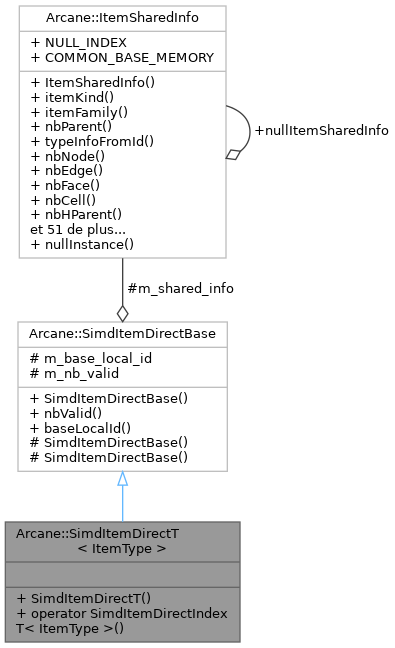 Arcane::ItemSharedInfo
+ NULL_INDEX
+ COMMON_BASE_MEMORY
+ ItemSharedInfo()
+ itemKind()
+ itemFamily()
+ nbParent()
+ typeInfoFromId()
+ nbNode()
+ nbEdge()
+ nbFace()
+ nbCell()
+ nbHParent()
et 51 de plus...
+ nullInstance()
+nullItemSharedInfo
#m_shared_info
Arcane::SimdItemDirectBase
# m_base_local_id
# m_nb_valid
+ SimdItemDirectBase()
+ nbValid()
+ baseLocalId()
# SimdItemDirectBase()
# SimdItemDirectBase()
Arcane::SimdItemDirectT
< ItemType >
+ SimdItemDirectT()
+ operator SimdItemDirectIndex
T< ItemType >()